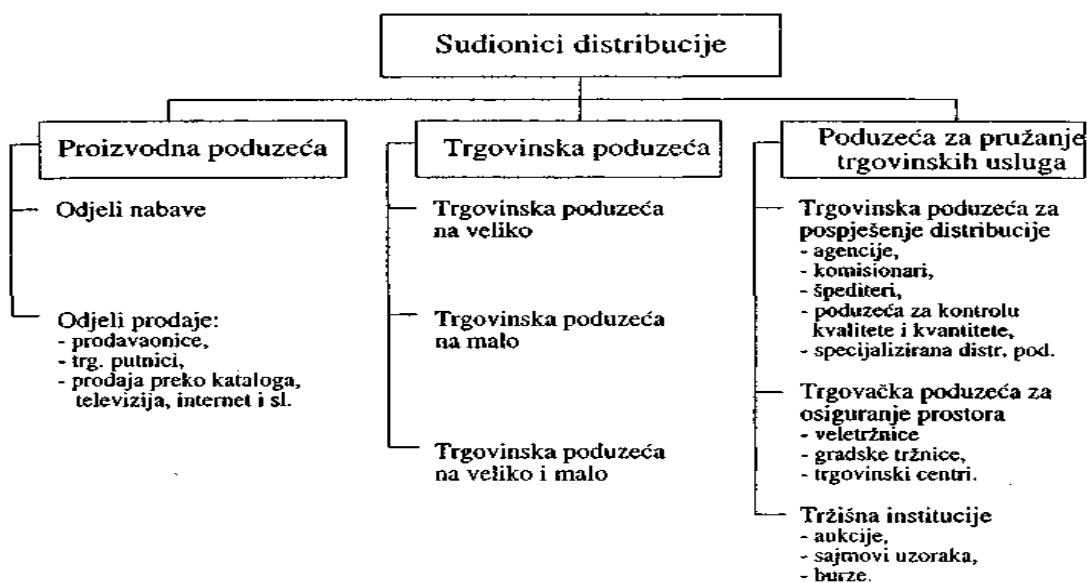 Sudionici distribucije
Proizvodna poduzeća
Odjeli nabave
Odjeli prodaje:
- prodavaonice,
- trg. putnici,
- prodaja preko kataloga,
televizija, internet i sl.
Trgovinska poduzeća
Trgovinska poduzeća
na veliko
Trgovinska poduzeća
na malo
Trgovinska poduzeća
na veliko i malo
Poduzeća za pružanje
trgovinskih usluga
Trgovinska poduzeća za
pospješenje distribucije
- agencije,
- komisionari,
- špediteri,
- poduzeća za kontrolu
kvalitete i kvantitete,
- specijalizirana distr. pod.
Trgovačka poduzeća za
osiguranje prostora
- veletržnice
- gradske tržnice,
- trgovinski centri.
Tržišna institucije
- aukcije,
- sajmovi uzoraka,
- burze.